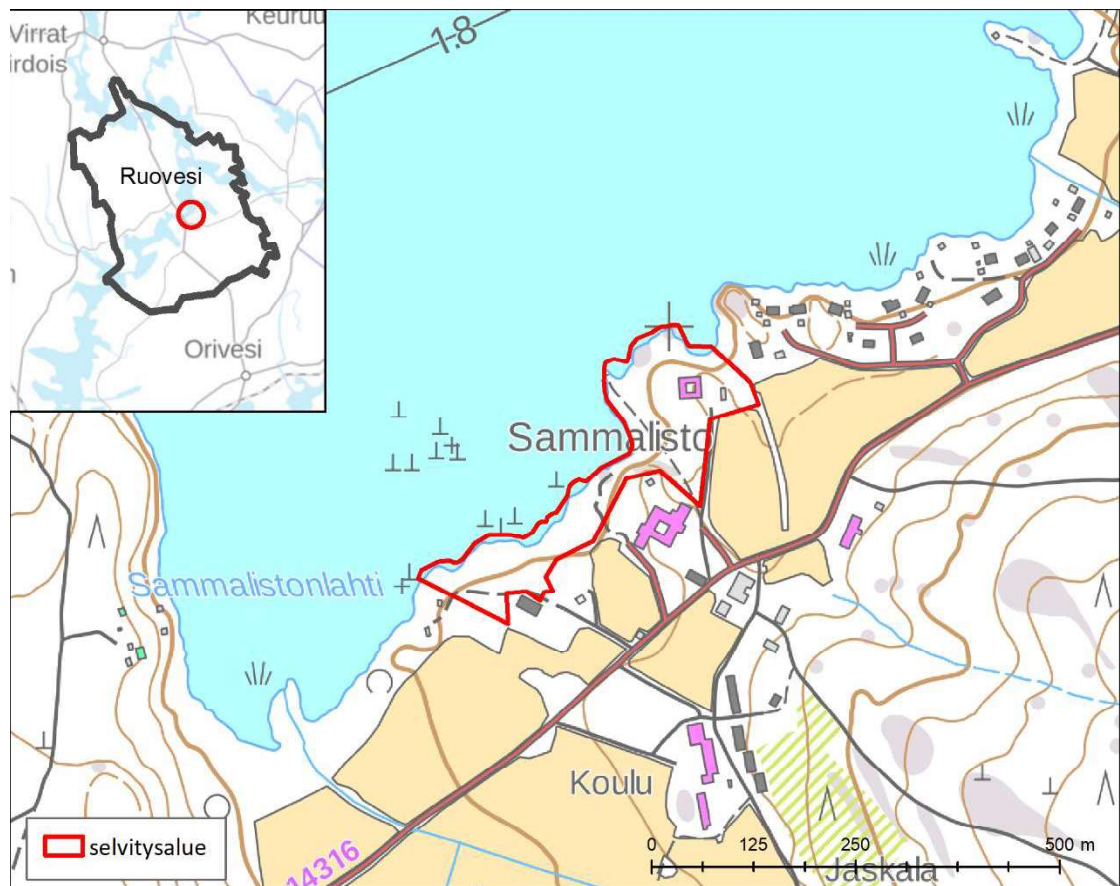 Virrat
irdois
Keuruu
Ruovesi
Orivesi
1.8
Sammalisto
Sammalistonlahti
Koulu
14316
Jaskala
selvitysalue
0 125 250 500 m